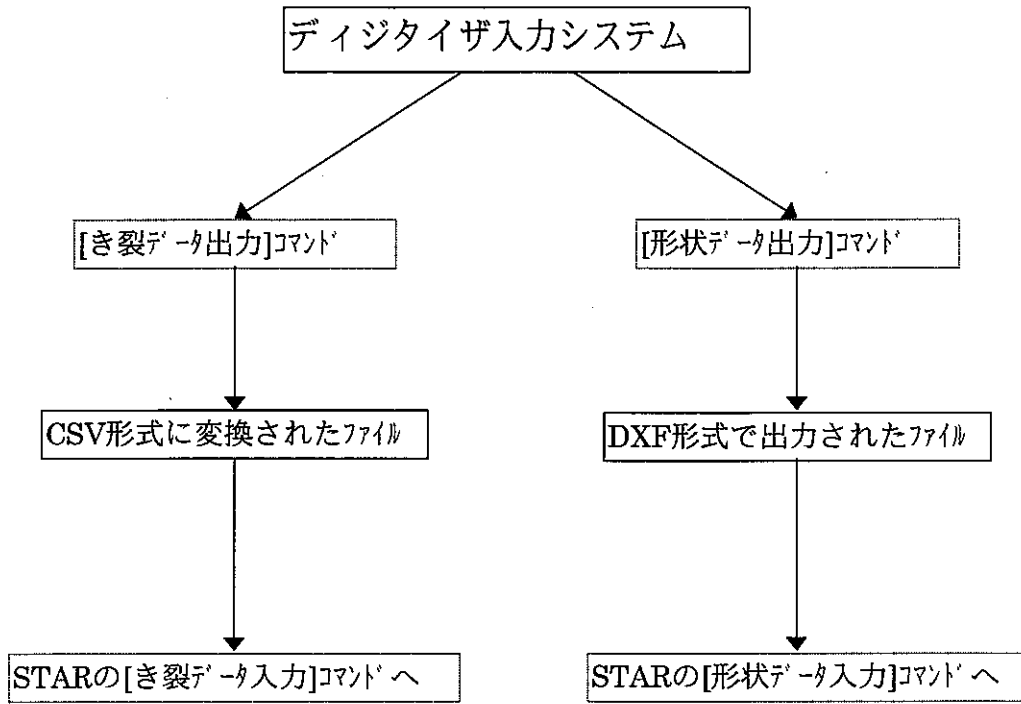 ディジタイザ入力システム
[き裂ﾃﾞｰﾀ出力]ｺﾏﾝﾄﾞ
[形状ﾃﾞｰﾀ出力]ｺﾏﾝﾄﾞ
CSV形式に変換されたﾌｧｲﾙ
DXF形式で出力されたﾌｧｲﾙ
STARの[き裂ﾃﾞｰﾀ入力]ｺﾏﾝﾄﾞへ
STARの[形状ﾃﾞｰﾀ入力]ｺﾏﾝﾄﾞへ